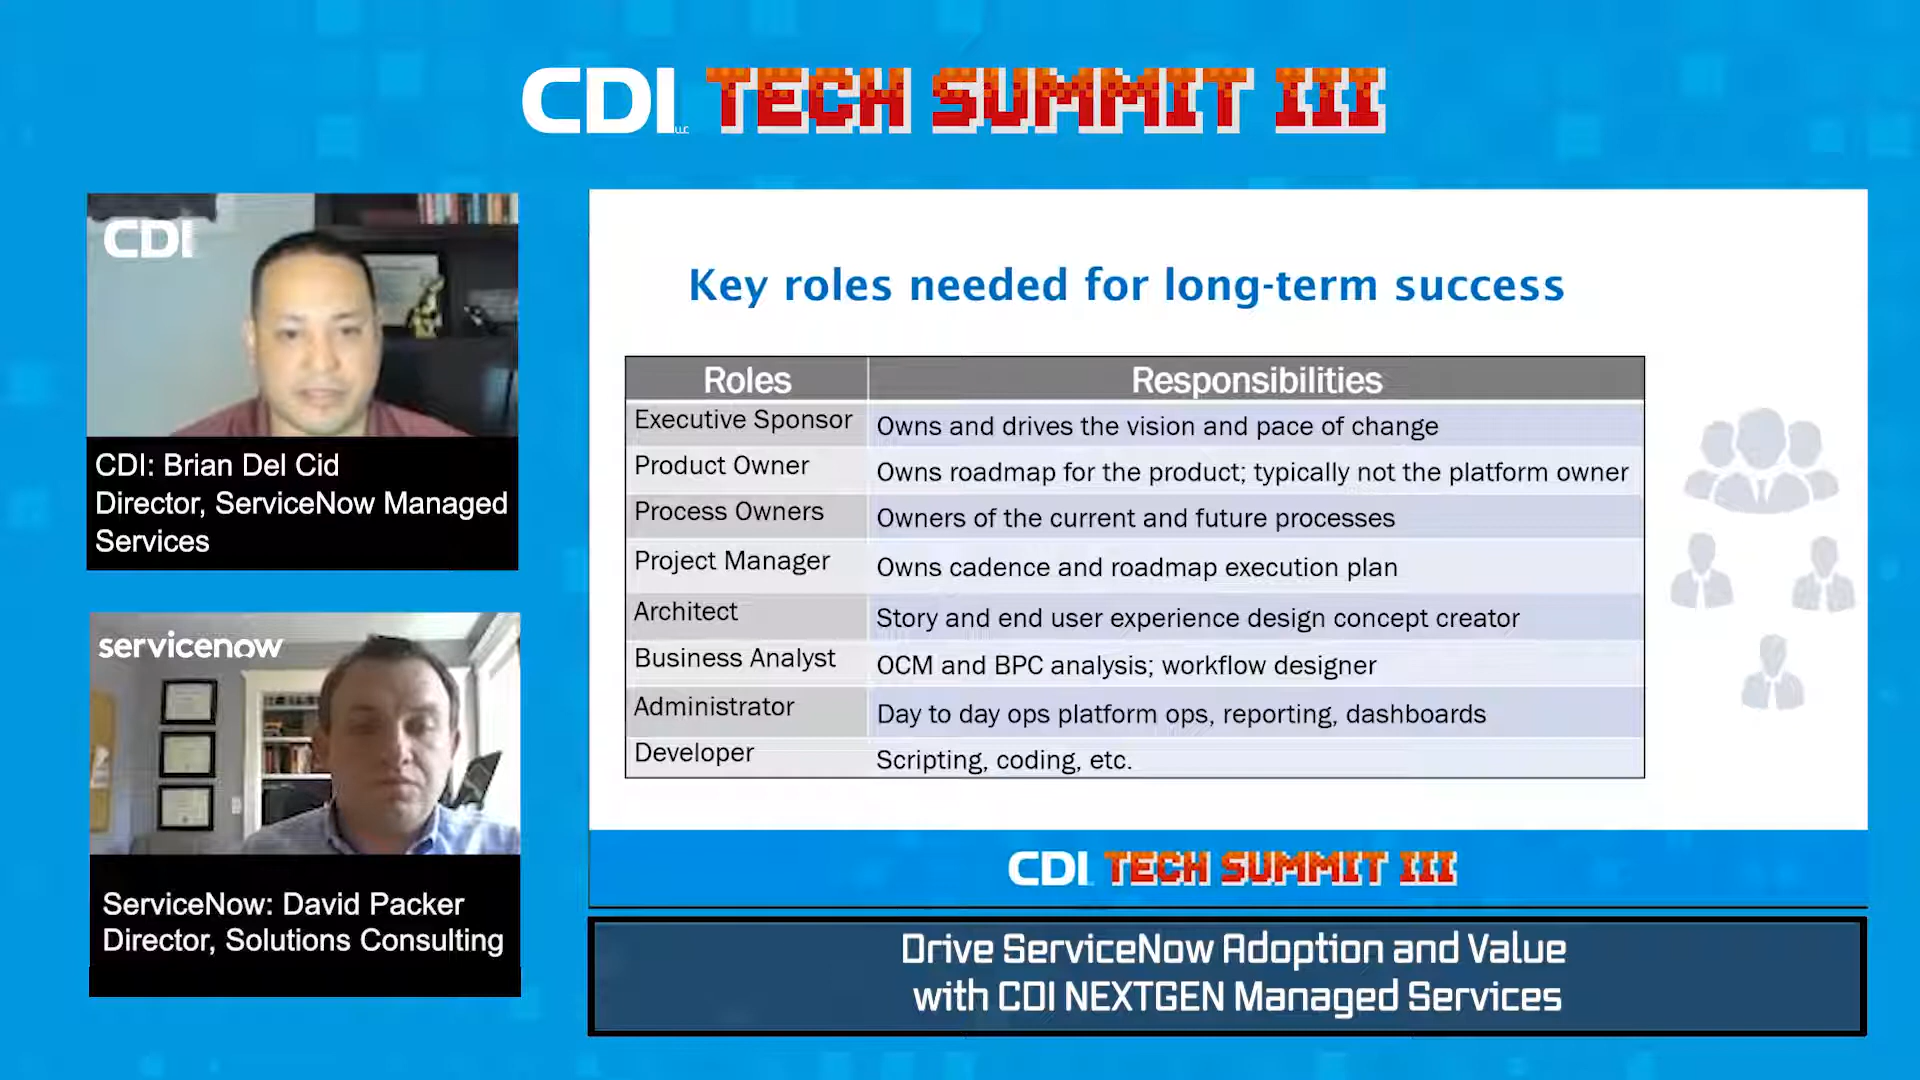 CDI LLC TECH SUMMIT III
CDI
CDI: Brian Del Cid
Director, ServiceNow Managed
Services
servicenow
ServiceNow: David Packer
Director, Solutions Consulting
Key roles needed for long-term success
Roles Responsibilities
Executive Sponsor Owns and drives the vision and pace of change
Product Owner Owns roadmap for the product; typically not the platform owner
Process Owners Owners of the current and future processes
Project Manager Owns cadence and roadmap execution plan
Architect Story and end user experience design concept creator
Business Analyst OCM and BPC analysis; workflow designer
Administrator Day to day ops platform ops, reporting, dashboards
Developer Scripting, coding, etc.
CDI TECH SUMMIT III
Drive ServiceNow Adoption and Value
with CDI NEXTGEN Managed Services